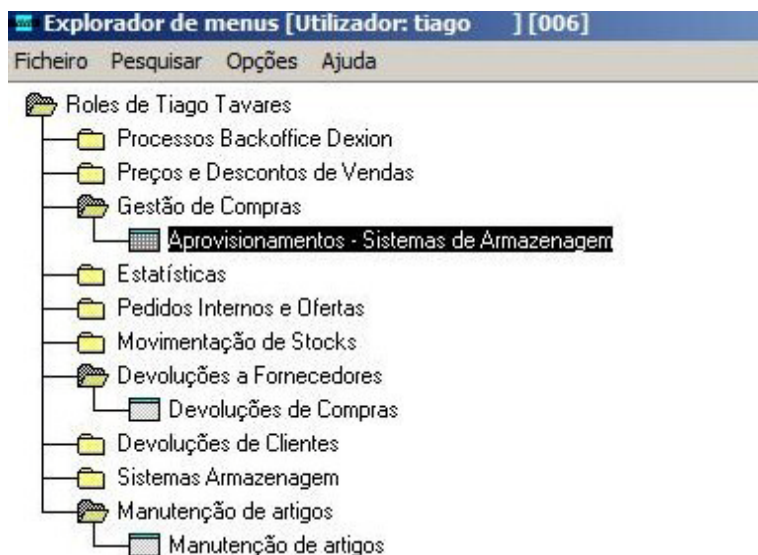 Explorador de menus [Utilizador: tiago ] [006]
Ficheiro Pesquisar Opções Ajuda
Roles de Tiago Tavares
Processos Backoffice Dexion
Preços e Descontos de Vendas
Gestão de Compras
Aprovisionamentos - Sistemas de Armazenagem
Estatísticas
Pedidos Internos e Ofertas
Movimentação de Stocks
Devoluções a Fornecedores
Devoluções de Compras
Devoluções de Clientes
Sistemas Armazenagem
Manutenção de artigos
Manutenção de artigos